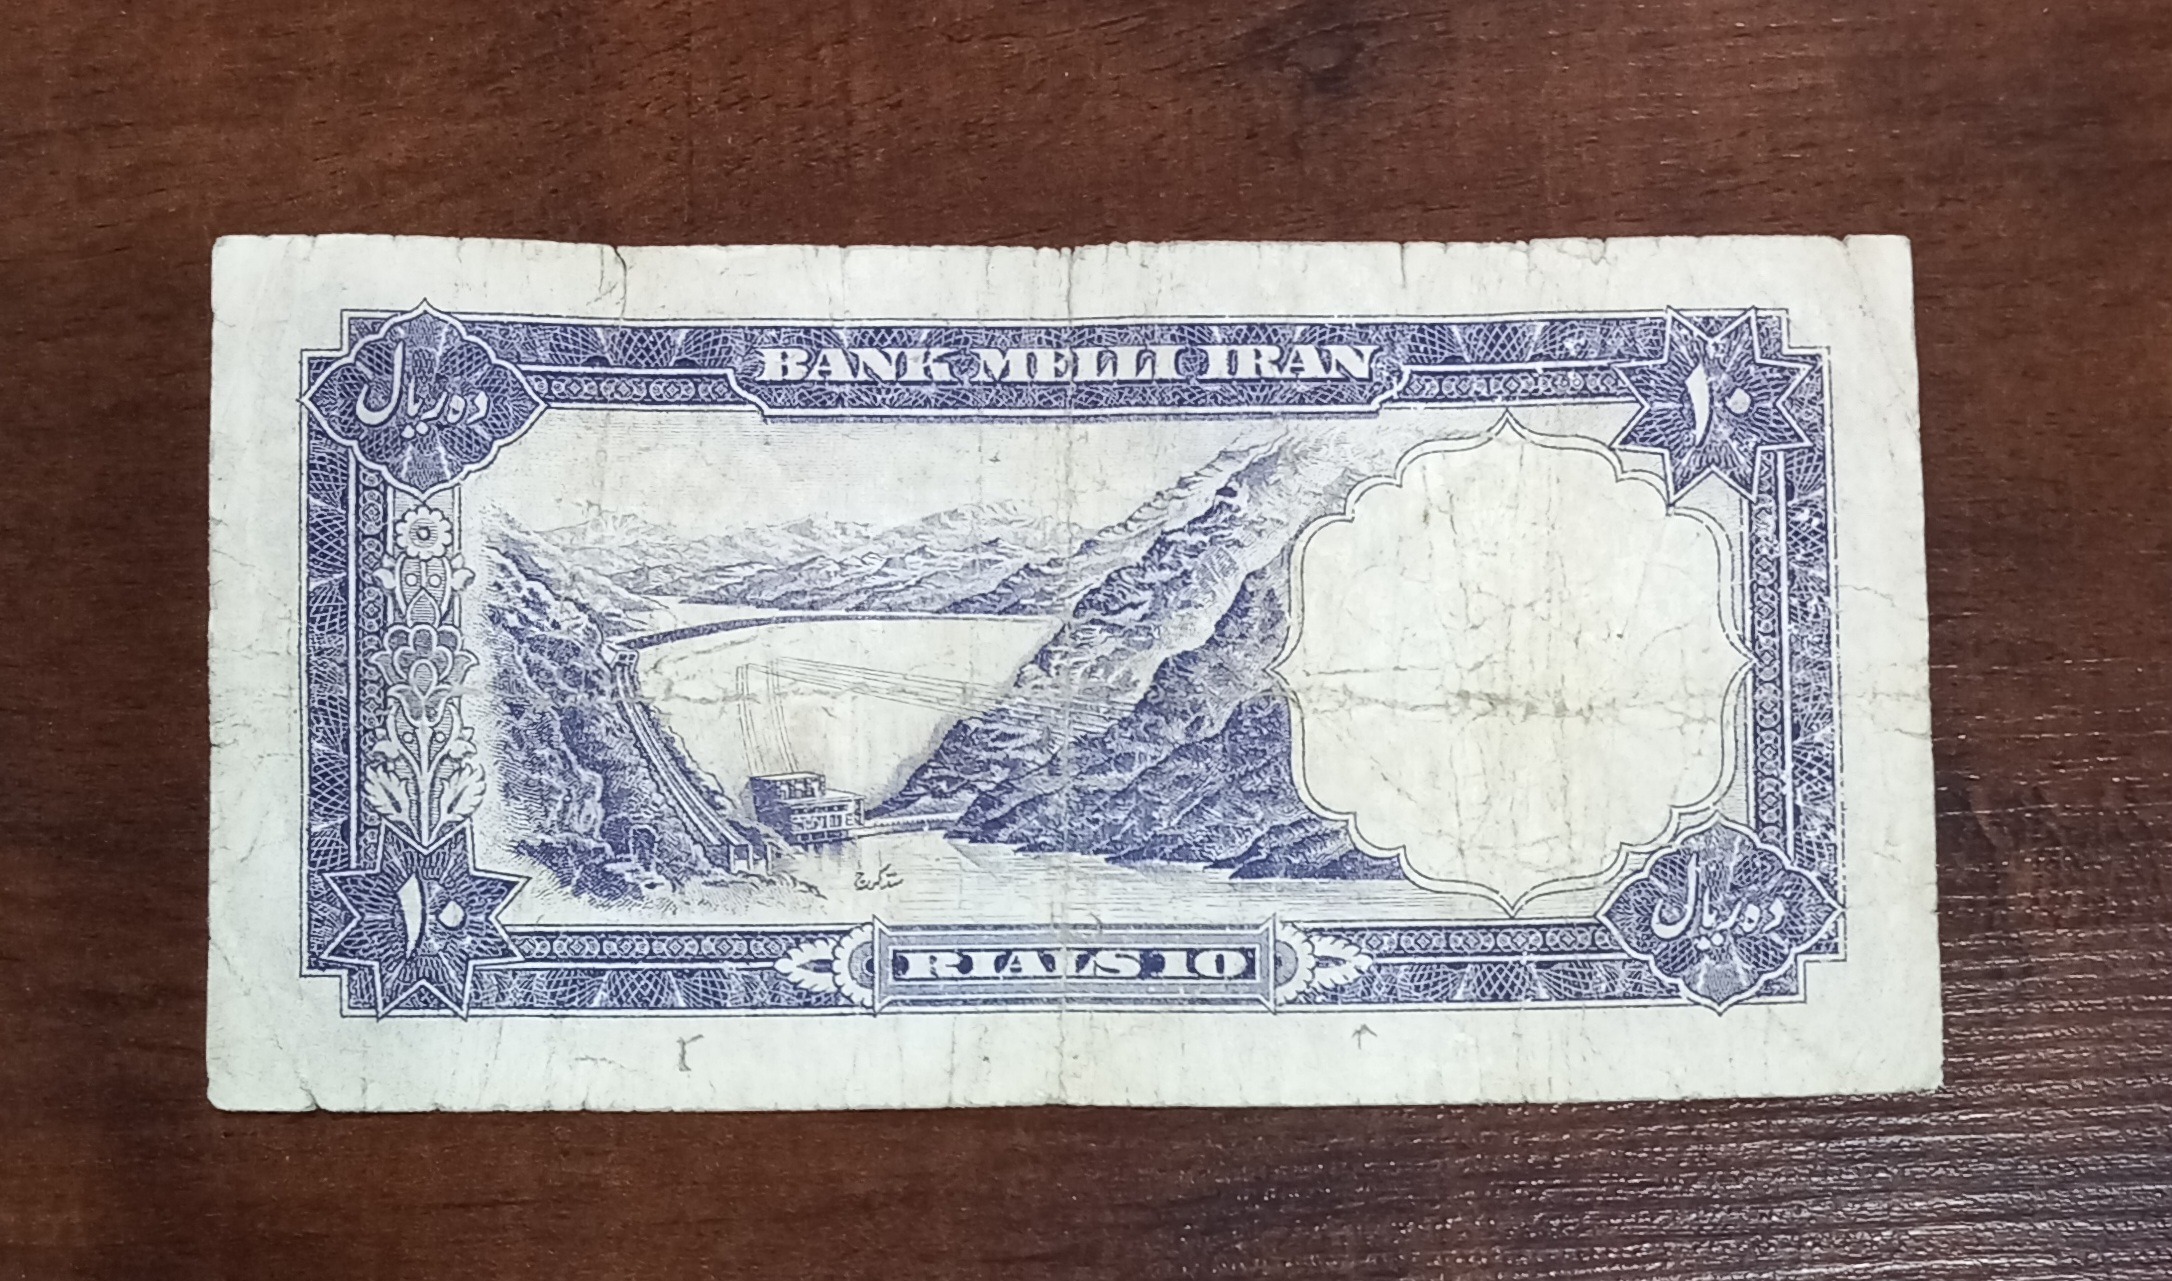 BANK MELLI IRAN
ده ریال
۱۰
سد کرج
۱۰
RIALS 10
ده ریال